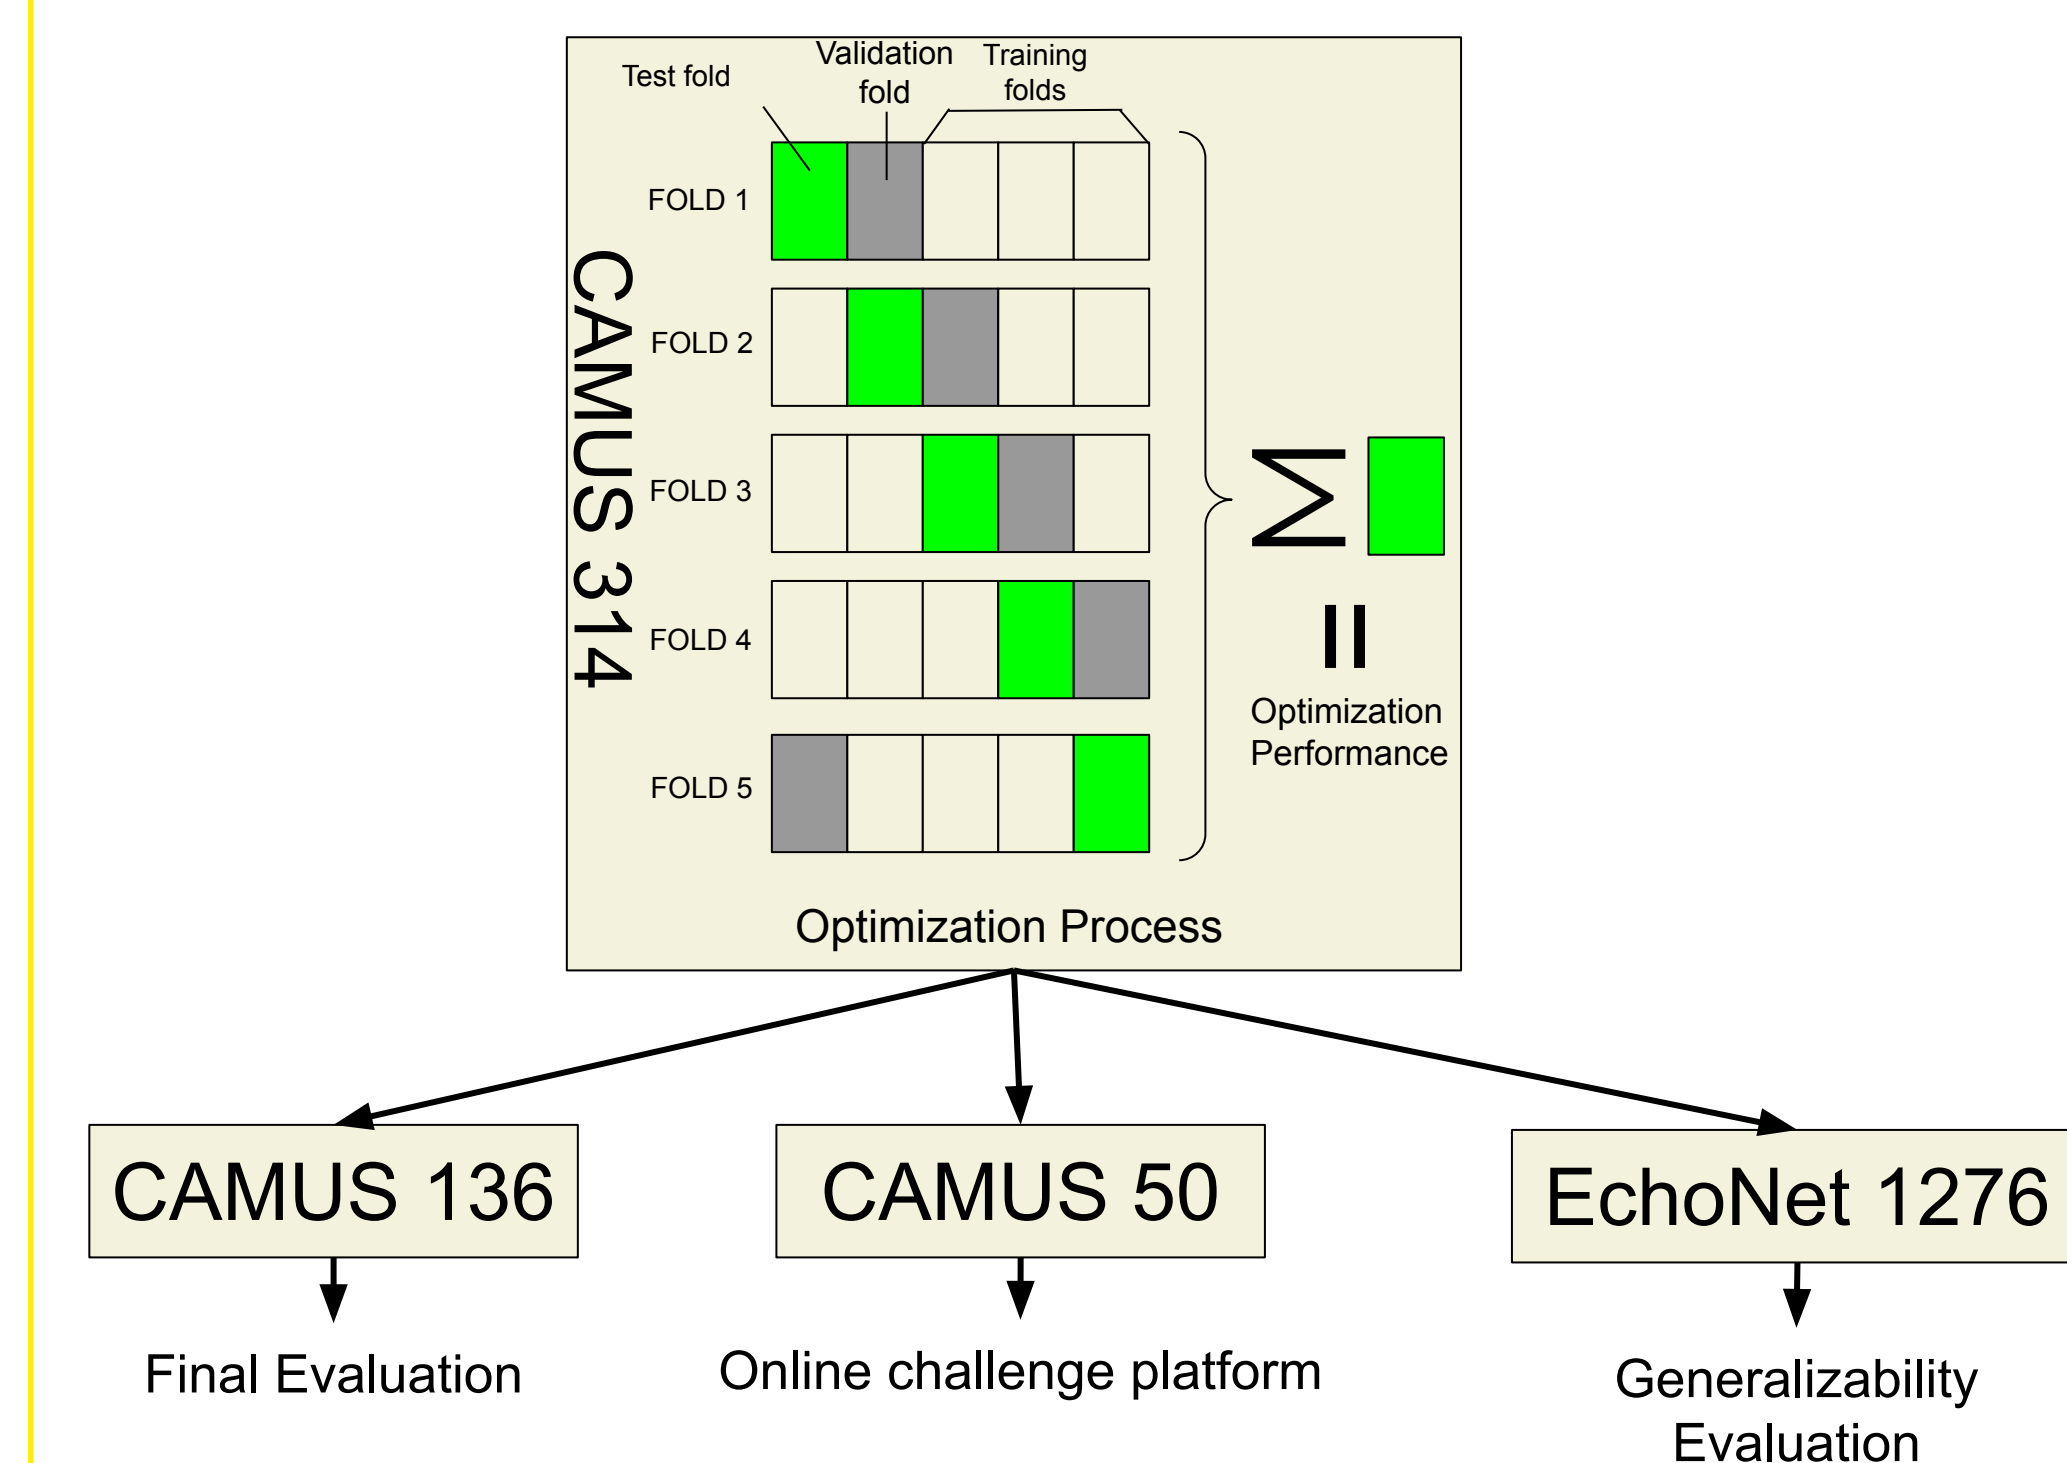 Test fold
Validation
fold
Training
folds
CAMUS 314
FOLD 1
FOLD 2
FOLD 3
FOLD 4
FOLD 5
∑
=
Optimization
Performance
Optimization Process
CAMUS 136
CAMUS 50
EchoNet 1276
Final Evaluation
Online challenge platform
Generalizability
Evaluation